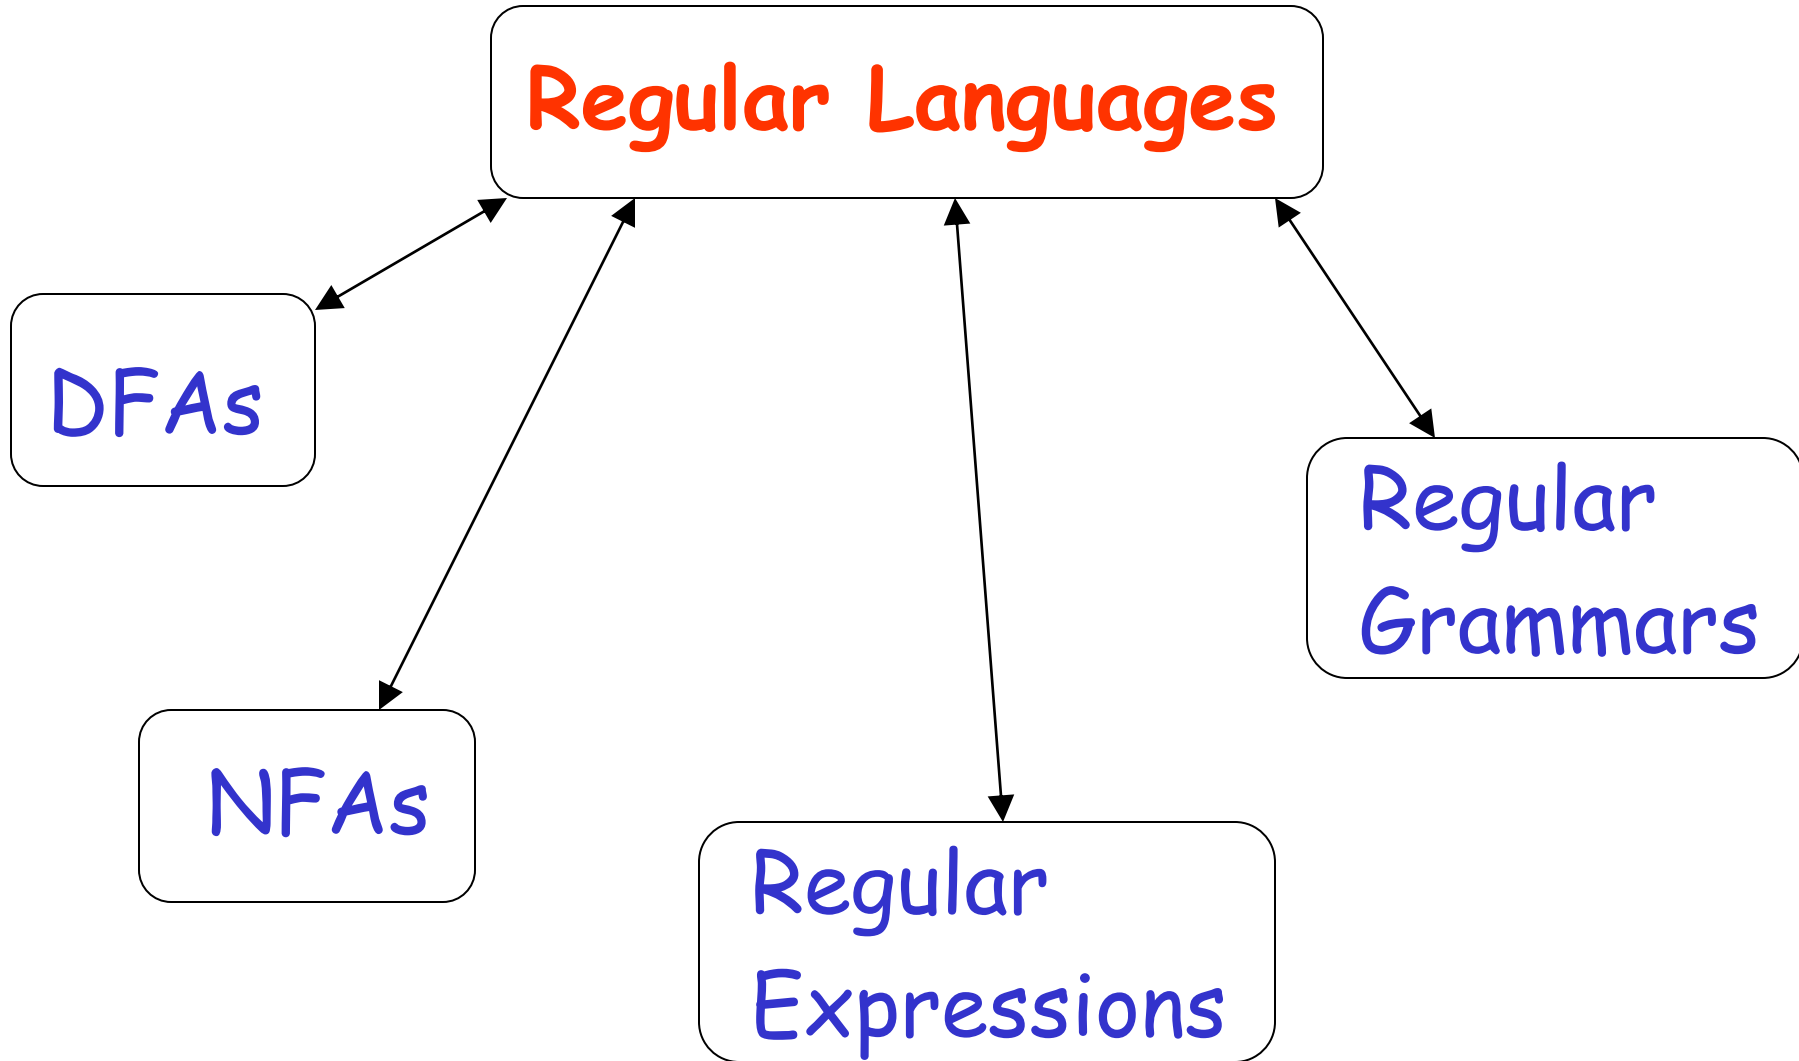 Regular Languages
DFAs
Regular
Grammars
NFAs
Regular
Expressions